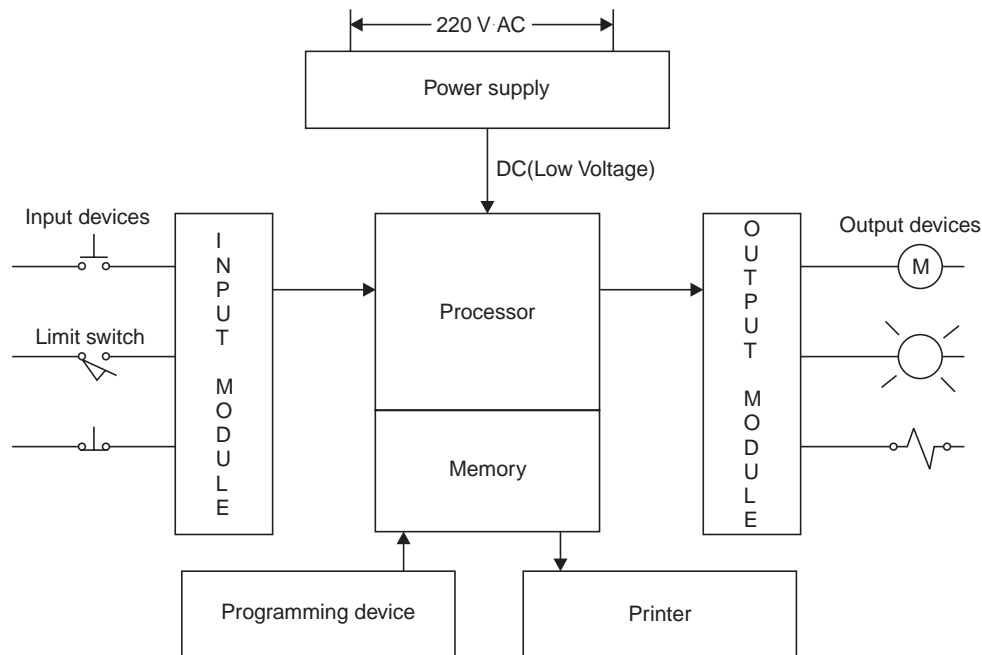 220 V AC
Power supply
DC(Low Voltage)
Input devices
Limit switch
INPUT MODULE
Processor
Memory
OUTPUT MODULE
Output devices
M
Programming device
Printer